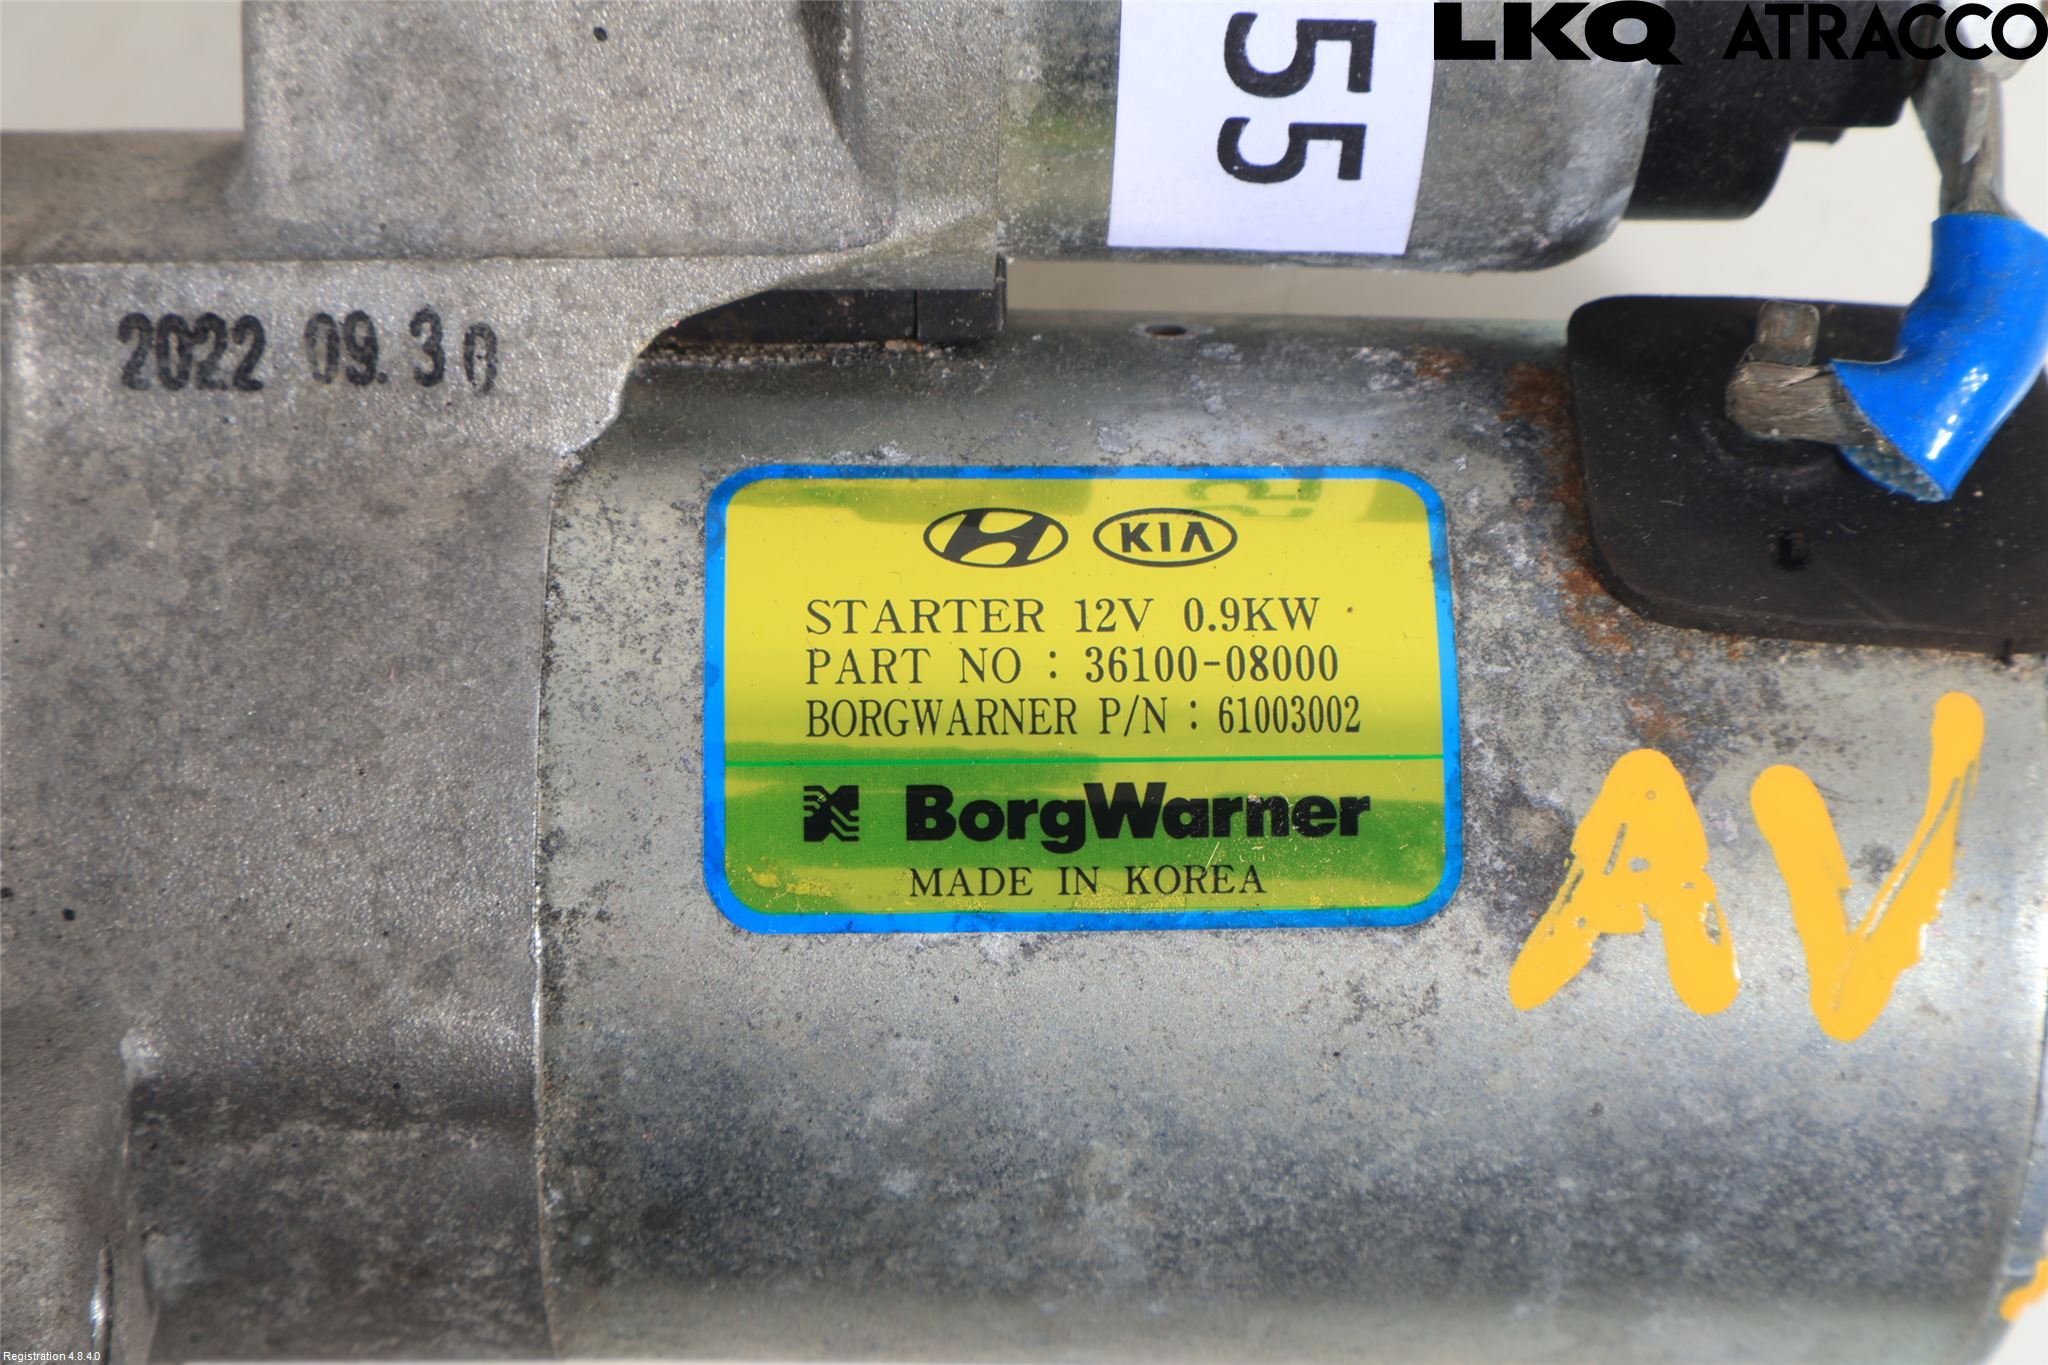 LKQ ATRACCO
55
2022 09.30
KIA
STARTER 12V 0.9KW
PART NO : 36100-08000
BORGWARNER P/N : 61003002
BorgWarner
MADE IN KOREA
AV
Registration 4.8.4.0